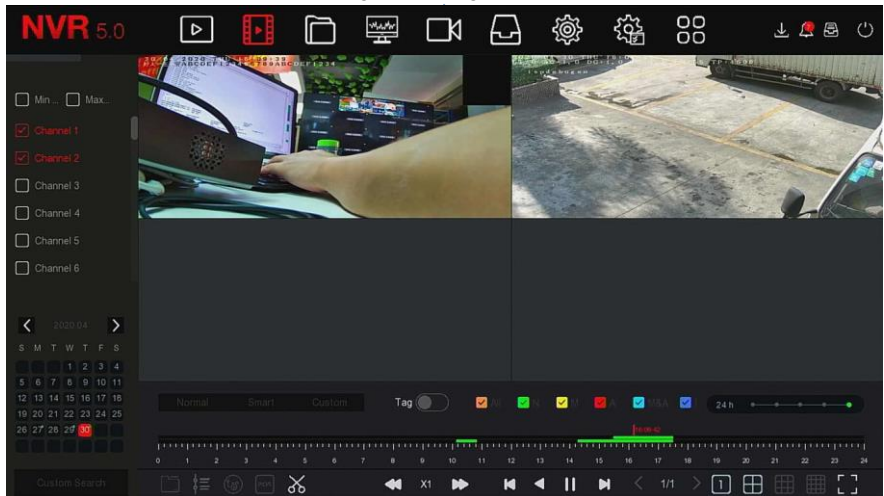 NVR 5.0
Min ... Max...
Channel 1
Channel 2
Channel 3
Channel 4
Channel 5
Channel 6
2020.04
S M T W T F S
1 2 3 4
5 6 7 8 9 10 11
12 13 14 15 16 17 18
19 20 21 22 23 24 25
26 27 28 29 30
Custom Search
Normal Smart Custom Tag All N M A M&A I 24 h
0 1 2 3 4 5 6 7 8 9 10 11 12 13 14 15 16 17 18 19 20 21 22 23 24
X1 1/1 1